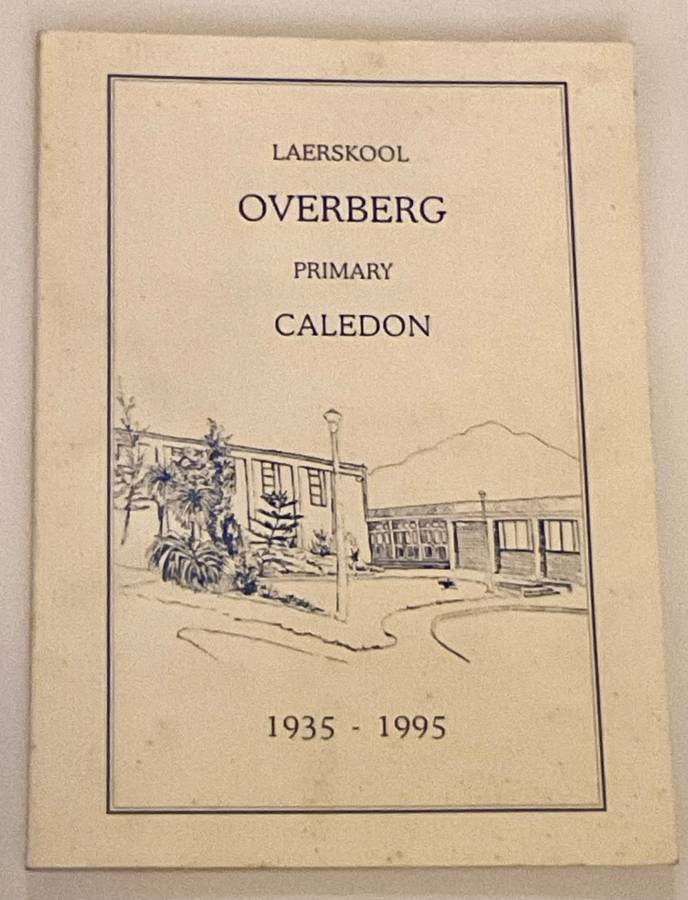 LAERSKOOL
OVERBERG
PRIMARY
CALEDON
1935 - 1995